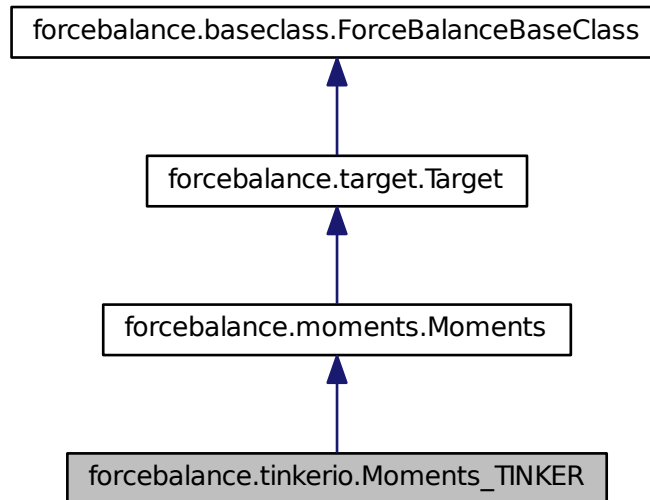 forcebalance.baseclass.ForceBalanceBaseClass
forcebalance.target.Target
forcebalance.moments.Moments
forcebalance.tinkerio.Moments_TINKER